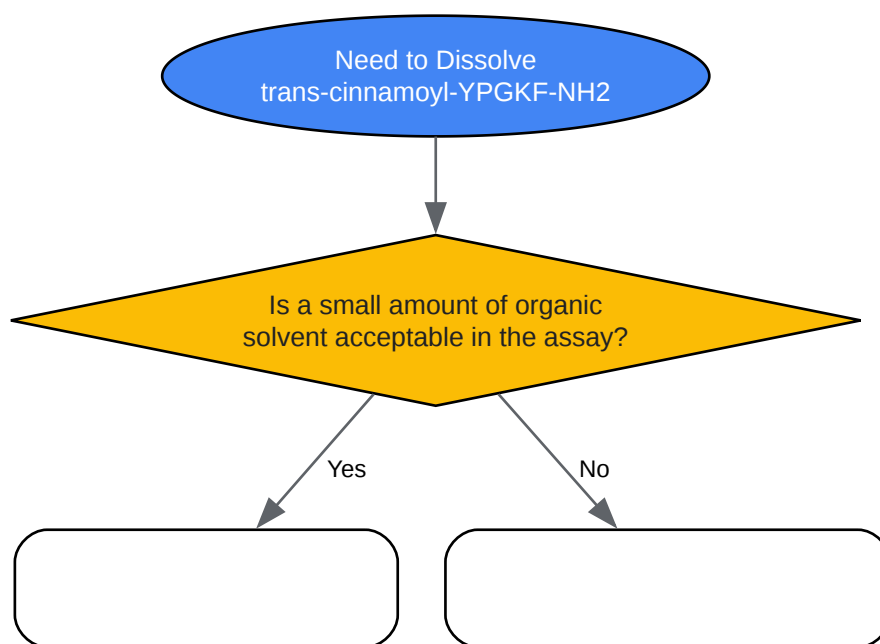 Need to Dissolve
trans-cinnamoyl-YPGKF-NH2
Is a small amount of organic
solvent acceptable in the assay?
Yes
No